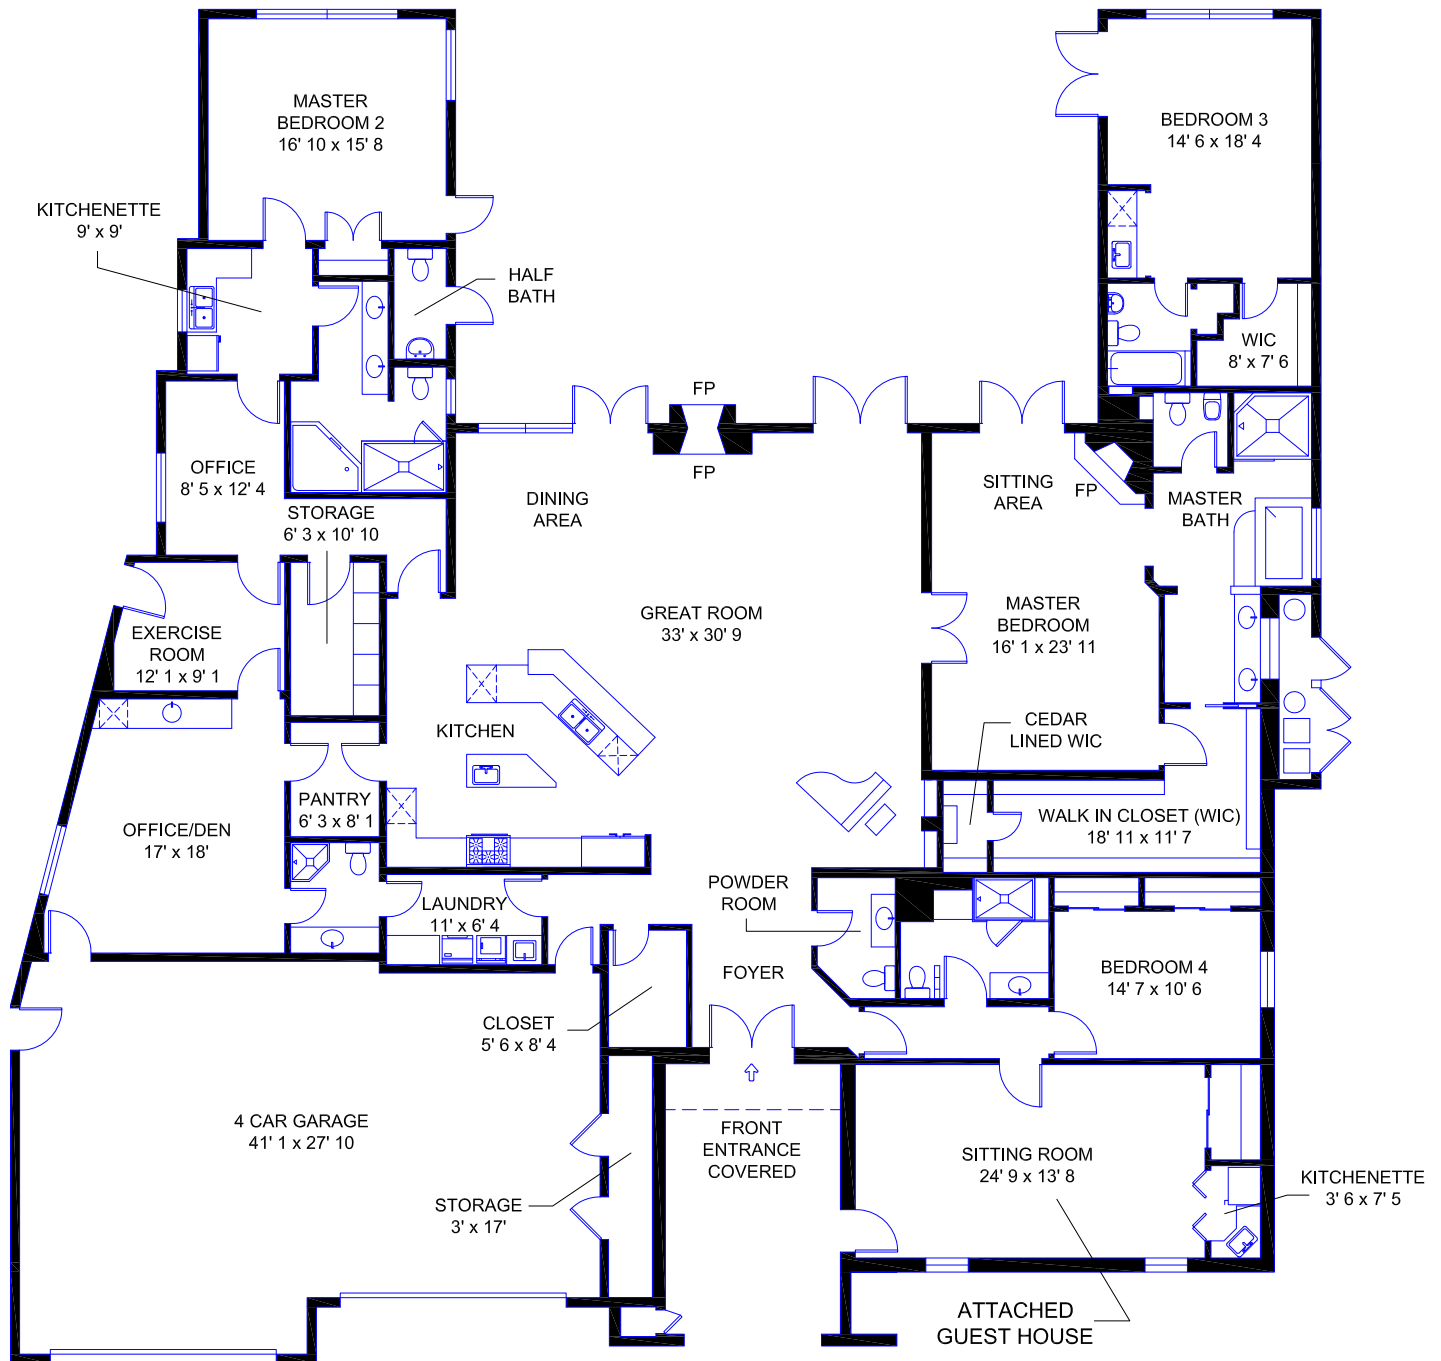 MASTER
BEDROOM 2
16' 10 x 15' 8
BEDROOM 3
14' 6 x 18' 4
KITCHENETTE
9' x 9'
HALF
BATH
WIC
8' x 7' 6
FP
FP
OFFICE
8' 5 x 12' 4
STORAGE
6' 3 x 10' 10
DINING
AREA
SITTING
AREA
FP
MASTER
BATH
EXERCISE
ROOM
12' 1 x 9' 1
GREAT ROOM
33' x 30' 9
MASTER
BEDROOM
16' 1 x 23' 11
KITCHEN
CEDAR
LINED WIC
PANTRY
6' 3 x 8' 1
OFFICE/DEN
17' x 18'
WALK IN CLOSET (WIC)
18' 11 x 11' 7
LAUNDRY
11' x 6' 4
POWDER
ROOM
FOYER
BEDROOM 4
14' 7 x 10' 6
CLOSET
5' 6 x 8' 4
4 CAR GARAGE
41' 1 x 27' 10
FRONT
ENTRANCE
COVERED
SITTING ROOM
24' 9 x 13' 8
KITCHENETTE
3' 6 x 7' 5
STORAGE
3' x 17'
ATTACHED
GUEST HOUSE